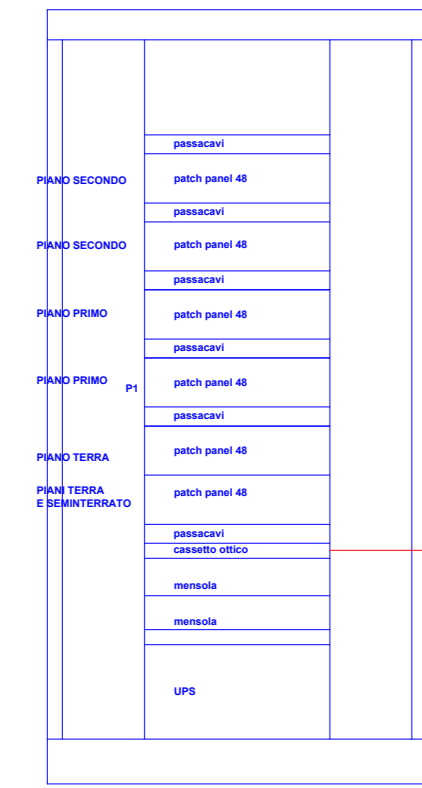 passacavi
PIANO SECONDO
patch panel 48
passacavi
PIANO SECONDO
patch panel 48
passacavi
PIANO PRIMO
patch panel 48
passacavi
PIANO PRIMO
patch panel 48
P1
passacavi
PIANO TERRA
patch panel 48
PIANI TERRA
E SEMINTERRATO
patch panel 48
passacavi
cassetto ottico
mensola
mensola
UPS